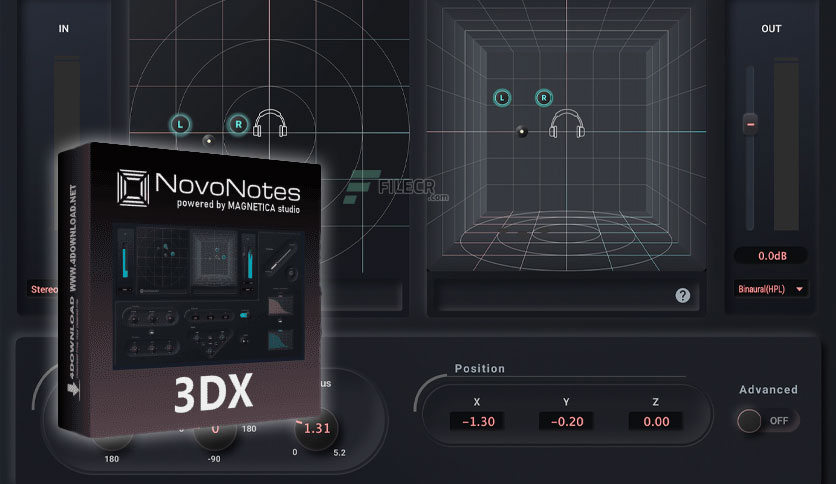 IN
OUT
L
R
L
R
FILECR
.com
NovoNotes
powered by MAGNETICA studio
4DOWNLOAD WWW.4DOWNLOAD.NET
Stereo
0.0dB
Binaural(HPL)
?
3DX
Position
X
Y
Z
-1.30
-0.20
0.00
Advanced
OFF
us
0
180
1.31
180
-90
0
5.2